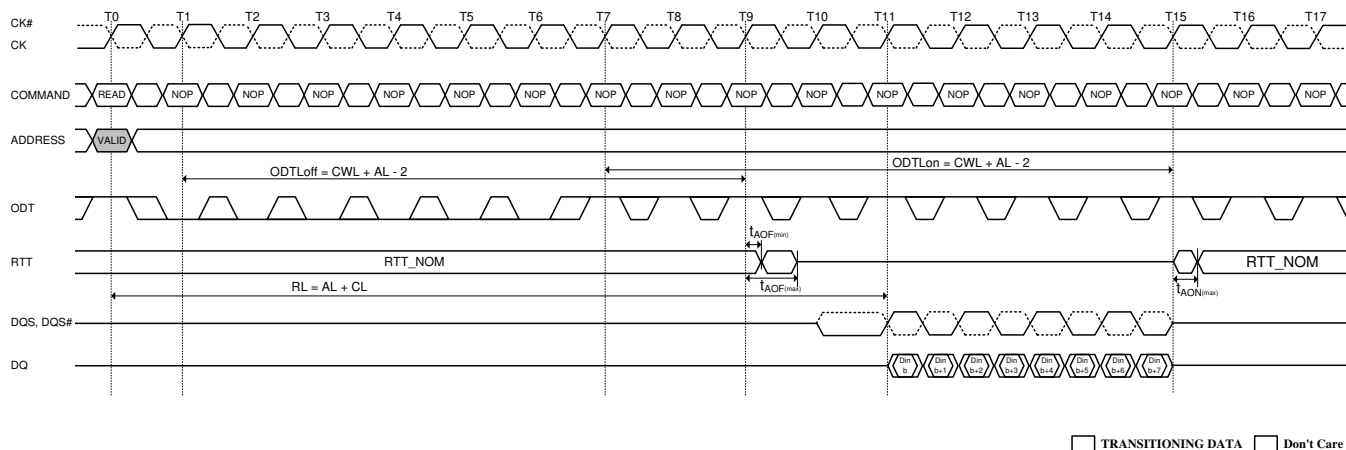 T0 T1 T2 T3 T4 T5 T6 T7 T8 T9 T10 T11 T12 T13 T14 T15 T16 T17
CK#
CK
COMMAND READ NOP NOP NOP NOP NOP NOP NOP NOP NOP NOP NOP NOP NOP NOP NOP NOP NOP
ADDRESS VALID
ODTLoff = CWL + AL - 2 ODTLon = CWL + AL - 2
ODT
tAOF(min)
RTT RTT_NOM RTT_NOM
tAOF(max) tAON(max)
RL = AL + CL
DQS, DQS#
DQ Din b Din b+1 Din b+2 Din b+3 Din b+4 Din b+5 Din b+6 Din b+7
TRANSITIONING DATA Don't Care